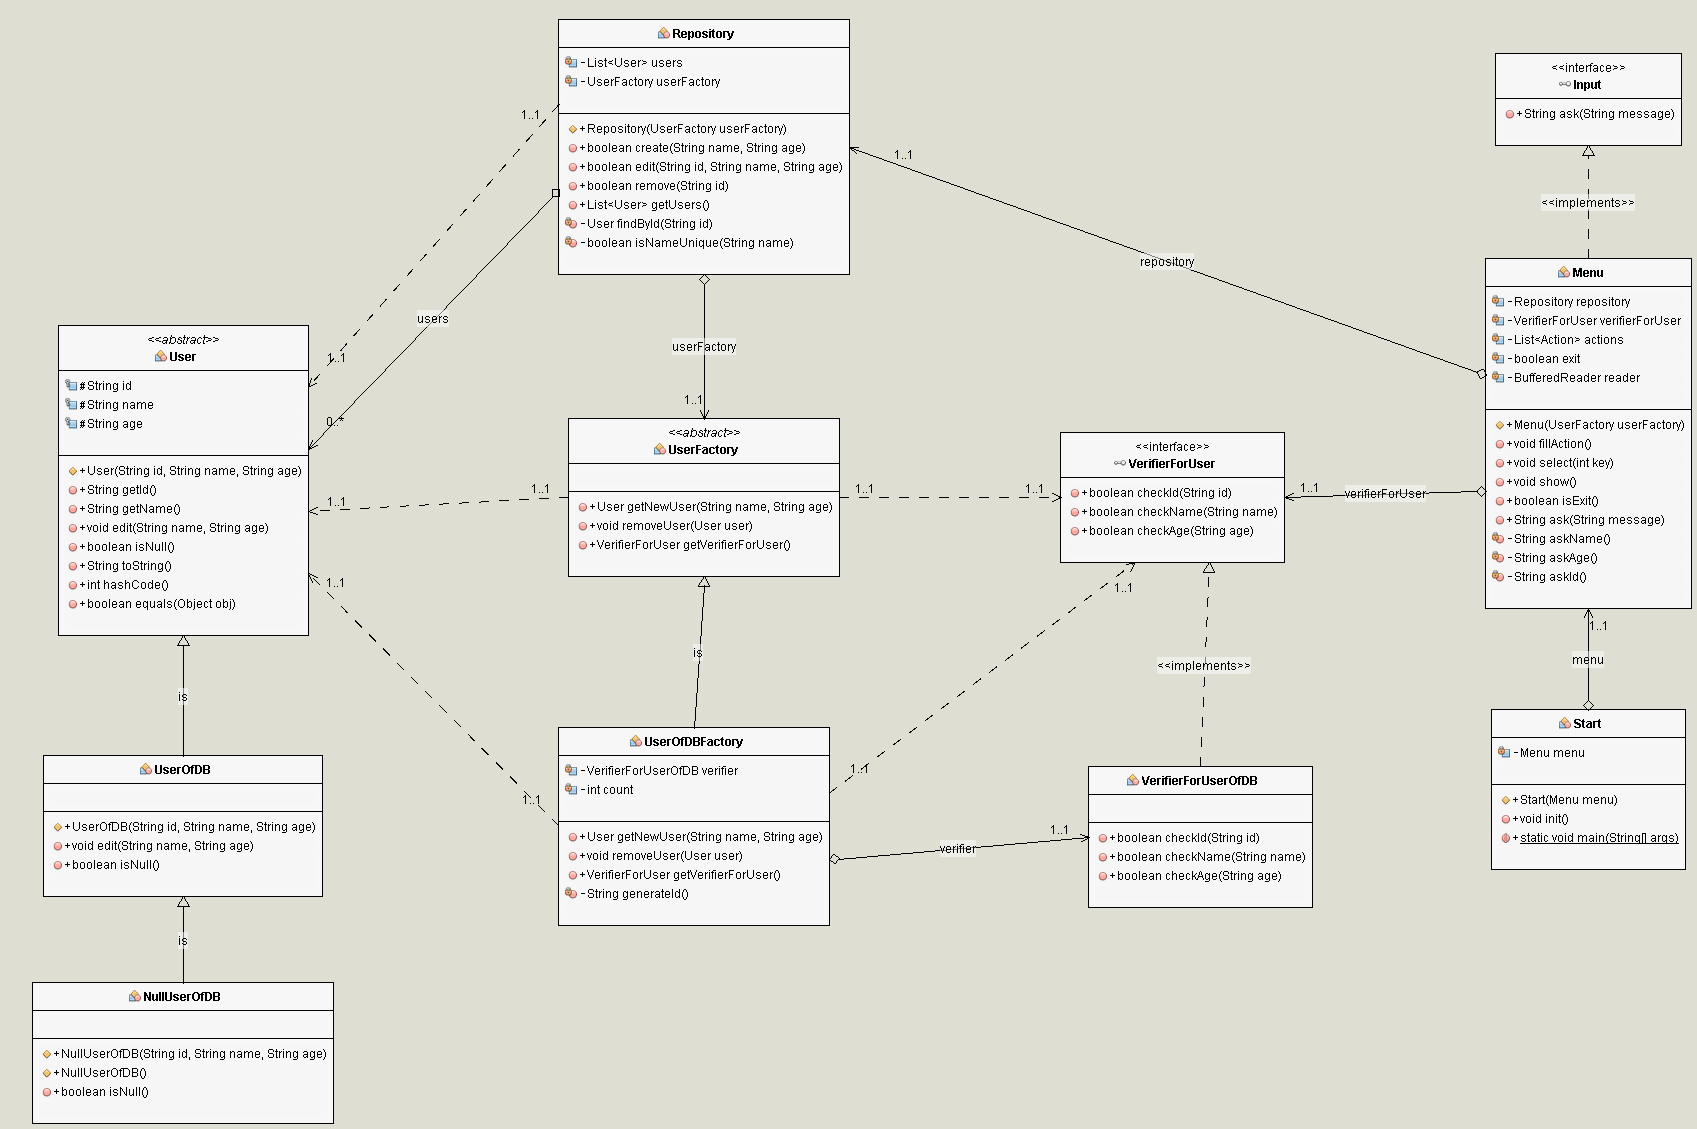 Repository
-List<User> users
-UserFactory userFactory
+Repository(UserFactory userFactory)
+boolean create(String name, String age)
+boolean edit(String id, String name, String age)
+boolean remove(String id)
+List<User> getUsers()
-User findById(String id)
-boolean isNameUnique(String name)
<<interface>>
Input
+String ask(String message)
<<implements>>
1..1
1..1
1..1
repository
users
0..*
userFactory
1..1
Menu
-Repository repository
-VerifierForUser verifierForUser
-List<Action> actions
-boolean exit
-BufferedReader reader
+Menu(UserFactory userFactory)
+void fillAction()
+void select(int key)
+void show()
+boolean isExit()
+String ask(String message)
-String askName()
-String askAge()
-String askId()
<<abstract>>
User
#String id
#String name
#String age
+User(String id, String name, String age)
+String getId()
+String getName()
+void edit(String name, String age)
+boolean isNull()
+String toString()
+int hashCode()
+boolean equals(Object obj)
<<abstract>>
UserFactory
+User getNewUser(String name, String age)
+void removeUser(User user)
+VerifierForUser getVerifierForUser()
<<interface>>
VerifierForUser
+boolean checkId(String id)
+boolean checkName(String name)
+boolean checkAge(String age)
1..1
1..1
1..1
1..1
1..1
verifierForUser
1..1
1..1
1..1
is
is
<<implements>>
menu
1..1
1..1
UserOfDB
+UserOfDB(String id, String name, String age)
+void edit(String name, String age)
+boolean isNull()
UserOfDBFactory
-VerifierForUserOfDB verifier
-int count
+User getNewUser(String name, String age)
+void removeUser(User user)
+VerifierForUser getVerifierForUser()
-String generateId()
verifier
1..1
VerifierForUserOfDB
+boolean checkId(String id)
+boolean checkName(String name)
+boolean checkAge(String age)
Start
-Menu menu
+Start(Menu menu)
+void init()
+static void main(String[] args)
is
NullUserOfDB
+NullUserOfDB(String id, String name, String age)
+NullUserOfDB()
+boolean isNull()